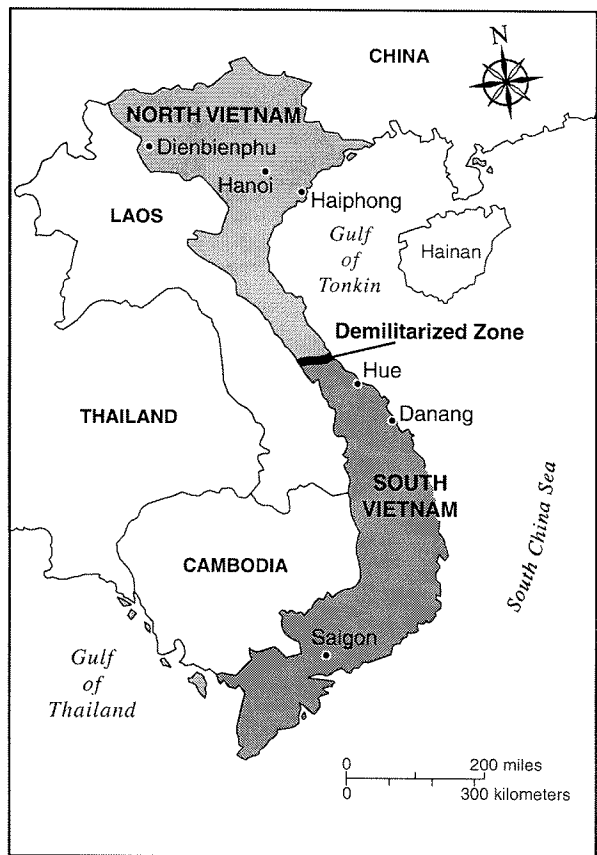 N
CHINA
NORTH VIETNAM
Dienbienphu
Hanoi
Haiphong
LAOS
Gulf
of
Tonkin
Hainan
Demilitarized Zone
Hue
THAILAND
Danang
SOUTH
VIETNAM
South China Sea
CAMBODIA
Saigon
Gulf
of
Thailand
0 200 miles
0 300 kilometers